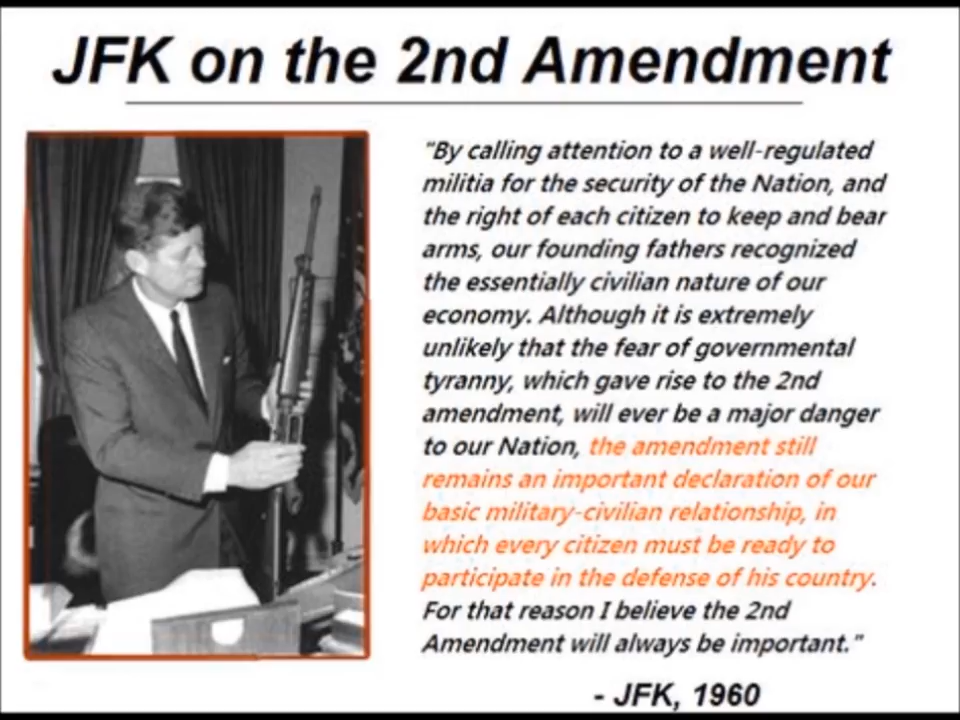 JFK on the 2nd Amendment
"By calling attention to a well-regulated
militia for the security of the Nation, and
the right of each citizen to keep and bear
arms, our founding fathers recognized
the essentially civilian nature of our
economy. Although it is extremely
unlikely that the fear of governmental
tyranny, which gave rise to the 2nd
amendment, will ever be a major danger
to our Nation, the amendment still
remains an important declaration of our
basic military-civilian relationship, in
which every citizen must be ready to
participate in the defense of his country.
For that reason I believe the 2nd
Amendment will always be important."
- JFK, 1960